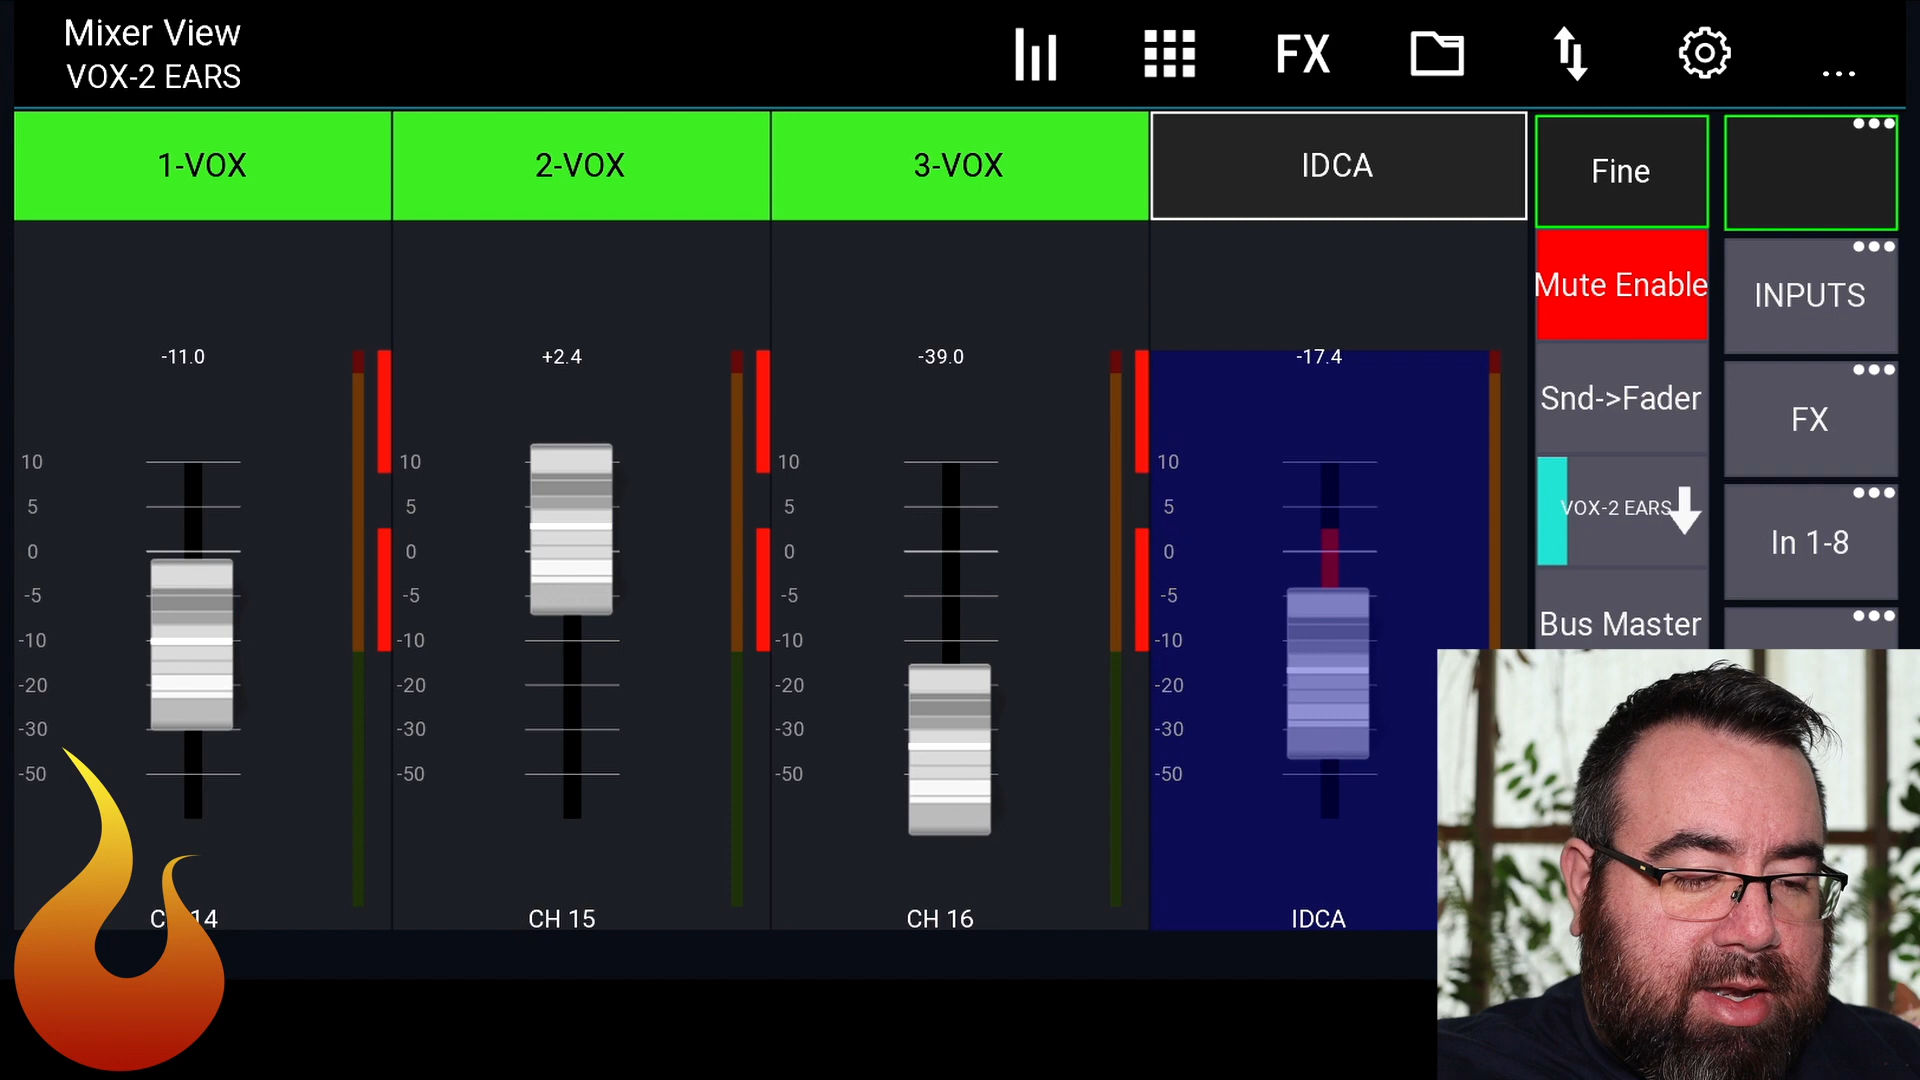 Mixer View
VOX-2 EARS
FX
...
1-VOX
2-VOX
3-VOX
IDCA
Fine
Mute Enable
INPUTS
-11.0
+2.4
-39.0
-17.4
Snd->Fader
FX
10
5
0
-5
-10
-20
-30
-50
10
5
0
-5
-10
-20
-30
-50
10
5
0
-5
-10
-20
-30
-50
10
5
0
-5
-10
-20
-30
-50
VOX-2 EARS
In 1-8
Bus Master
CH 15
CH 16
IDCA